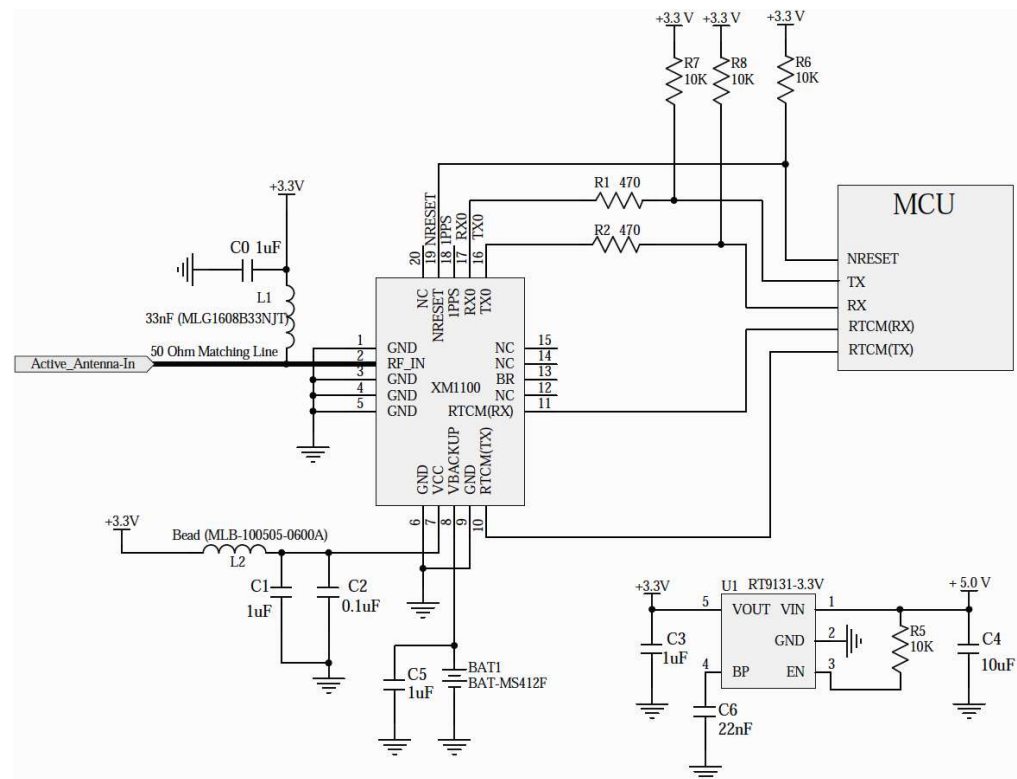 +3.3 V
+3.3 V
+3.3 V
R7
10K
R8
10K
R6
10K
R1 470
R2 470
MCU
NRESET
TX
RX
RTCM(RX)
RTCM(TX)
+3.3V
C0 1uF
L1
33nF (MLG1608B33NJT)
50 Ohm Matching Line
Active_Antenna-In
20
19 NRESET
18 1PPS
17 RX0
16 TX0
NC
NRESET
1PPS
RX0
TX0
1
GND
2
RF_IN
3
GND
4
GND
5
GND
XM1100
NC
15
NC
14
BR
13
NC
12
RTCM(RX)
11
GND
VCC
VBACKUP
GND
RTCM(TX)
6
7
8
9
10
+3.3V
Bead (MLB-100505-0600A)
L2
C1
1uF
C2
0.1uF
C5
1uF
BAT1
BAT-MS412F
+3.3V
U1 RT9131-3.3V
+ 5.0 V
5
VOUT
VIN
1
GND
2
4
BP
EN
3
C3
1uF
R5
10K
C4
10uF
C6
22nF